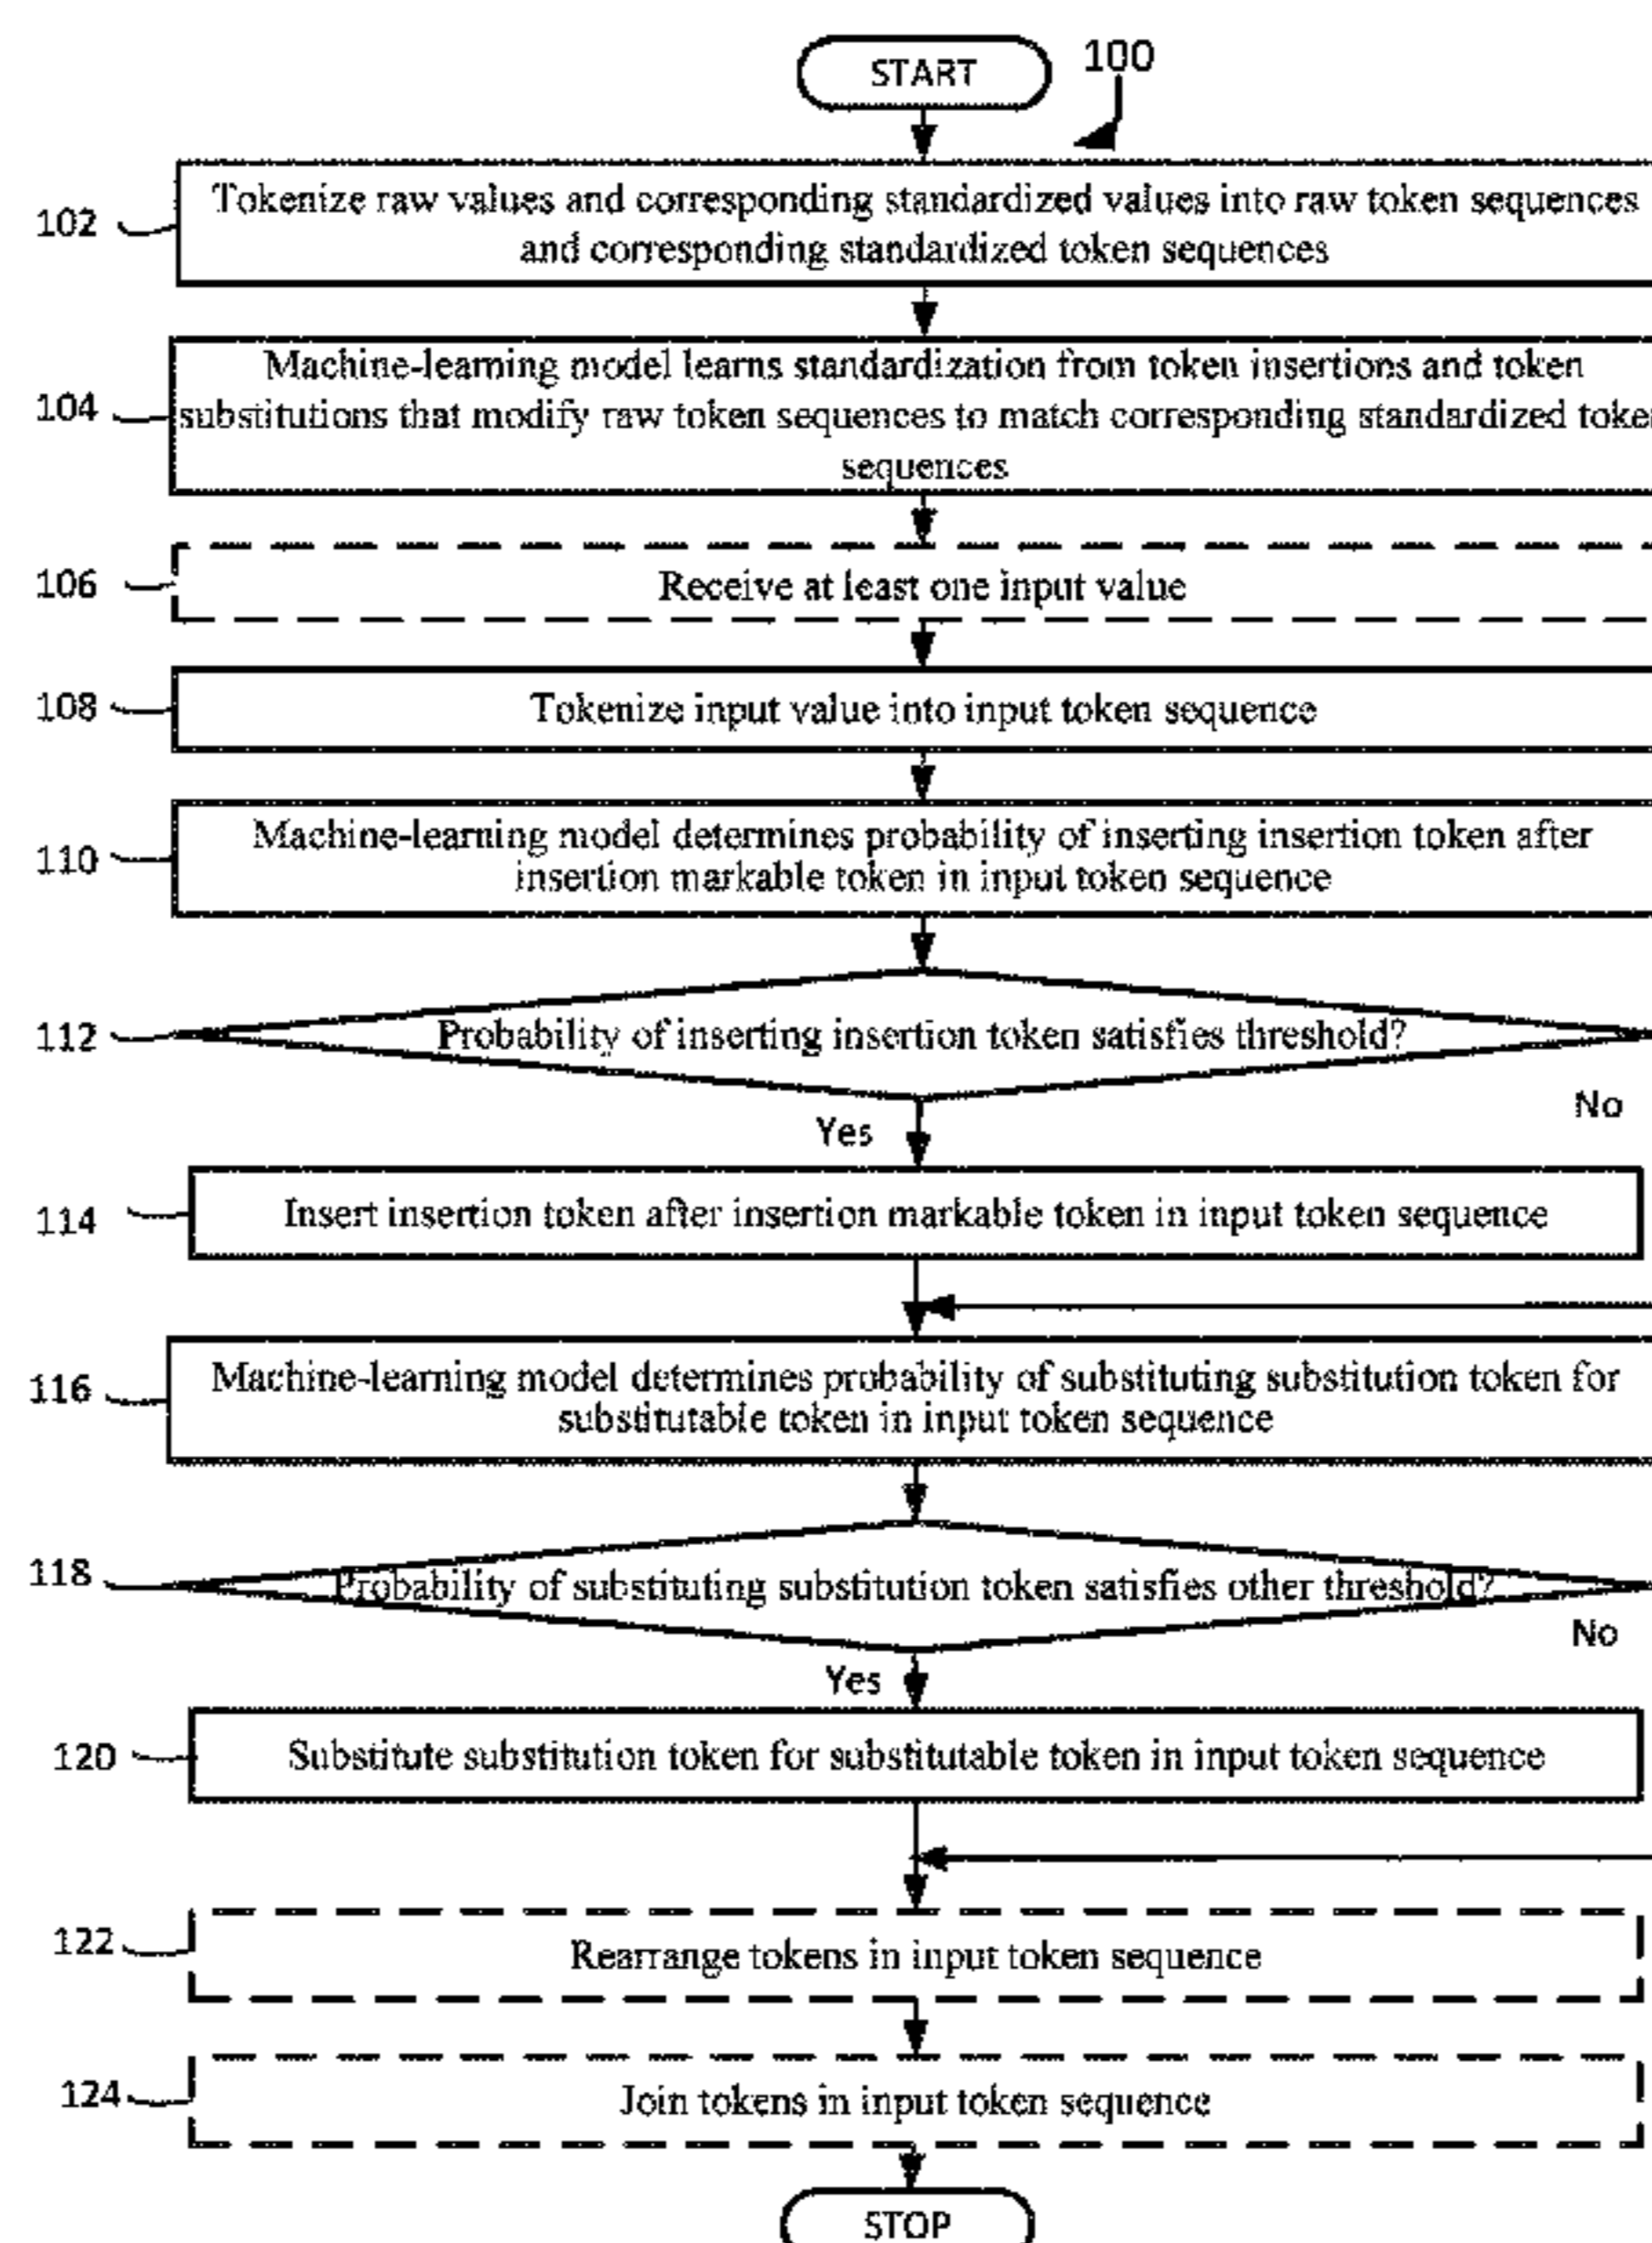 START
100
102
Tokenize raw values and corresponding standardized values into raw token sequences
and corresponding standardized token sequences
104
Machine-learning model learns standardization from token insertions and token
substitutions that modify raw token sequences to match corresponding standardized
sequences
106
Receive at least one input value
108
Tokenize input value into input token sequence
110
Machine-learning model determines probability of inserting insertion token after
insertion markable token in input token sequence
112
Probability of inserting insertion token satisfies threshold?
No
Yes
114
Insert insertion token after insertion markable token in input token sequence
116
Machine-learning model determines probability of substituting substitution token for
substitutable token in input token sequence
118
Probability of substituting substitution token satisfies other threshold?
No
Yes
120
Substitute substitution token for substitutable token in input token sequence
122
Rearrange tokens in input token sequence
124
Join tokens in input token sequence
STOP